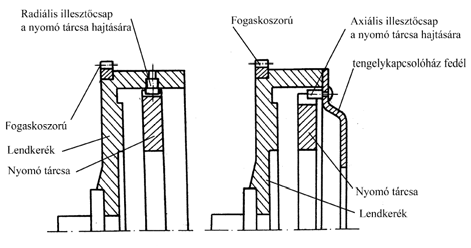 Radiális illesztőcsap
a nyomó tárcsa hajtására
Fogaskoszorú
Lendkerék
Nyomó tárcsa
Fogaskoszorú
Axiális illesztőcsap
a nyomó tárcsa hajtására
tengelykapcsolóház fedél
Nyomó tárcsa
Lendkerék